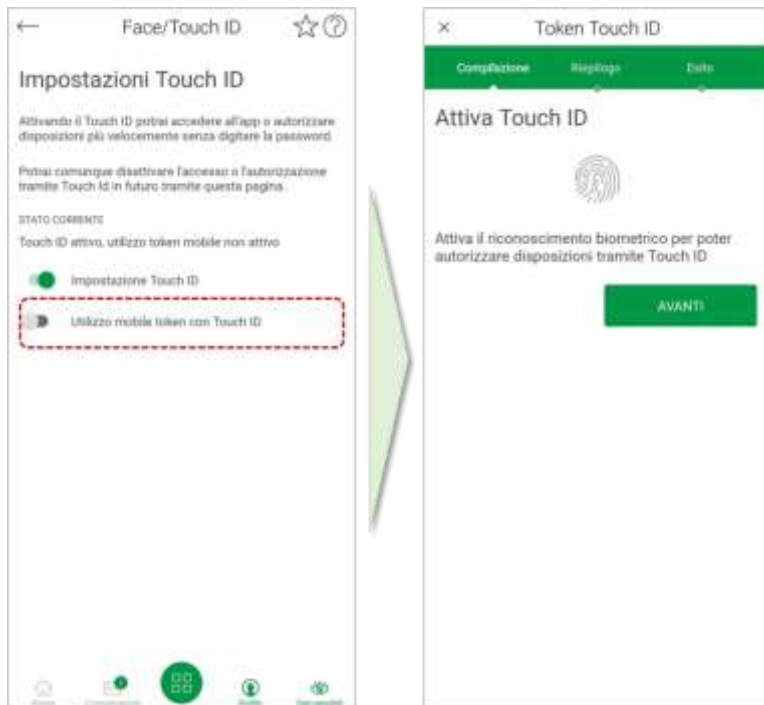 Face/Touch ID
Impostazioni Touch ID
Attivando il Touch ID potrai accedere all'app o autorizzare
disposizioni più velocemente senza digitare la password.
Potrai comunque disattivare l'accesso o l'autorizzazione
tramite Touch Id in futuro tramite questa pagina.
STATO CORRENTE
Touch ID attivo, utilizzo token mobile non attivo
Impostazione Touch ID
Utilizzo mobile token con Touch ID
Token Touch ID
Compilazione Riepilogo Esito
Attiva Touch ID
Attiva il riconoscimento biometrico per poter
autorizzare disposizioni tramite Touch ID
AVANTI